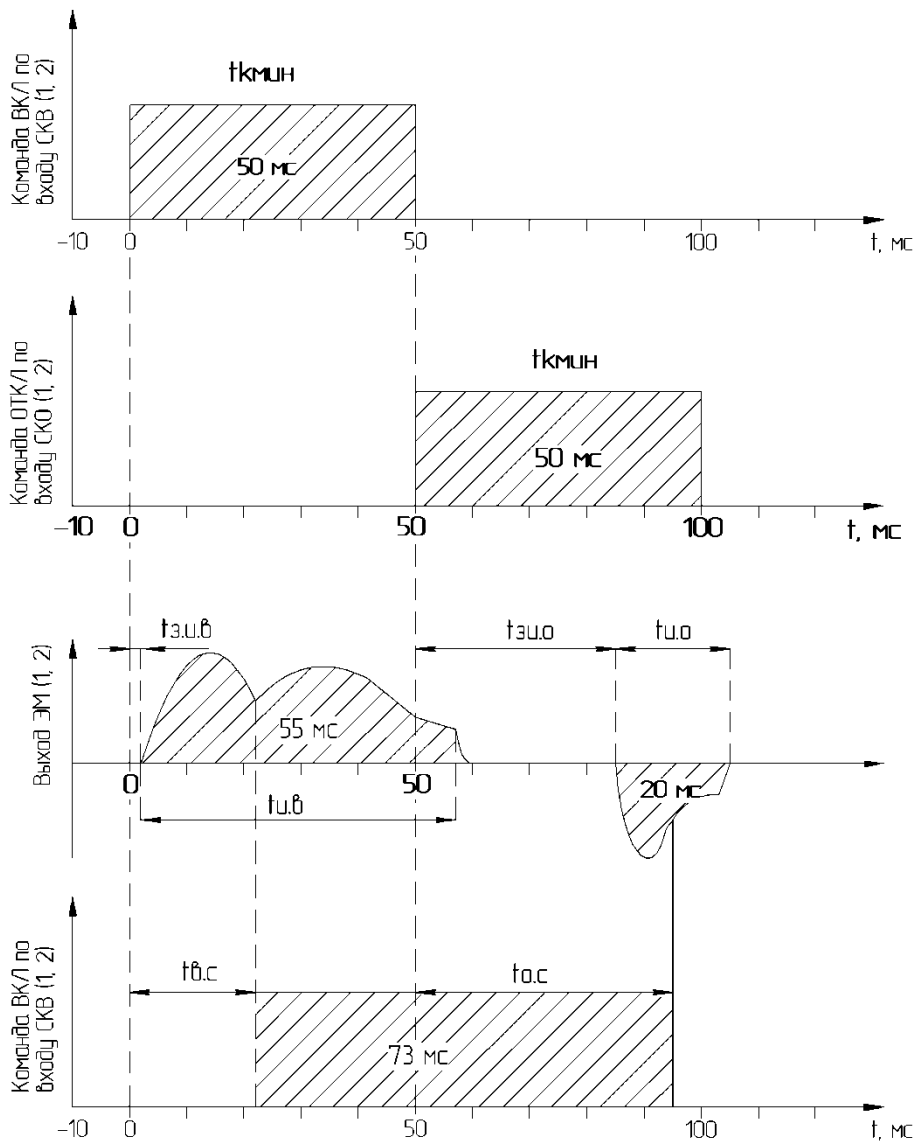 Команда ВКЛ по
входу СКВ (1, 2)
tкмин
50 мс
-10 0 50 100 t, мс
Команда ОТКЛ по
входу СКО (1, 2)
tкмин
50 мс
-10 0 50 100 t, мс
Выход ЭМ (1, 2)
tз.и.в tзи.о tи.о
55 мс
0 50 20 мс
tи.в
Команда ВКЛ по
входу СКВ (1, 2)
tв.с tо.с
73 мс
-10 0 50 100 t, мс